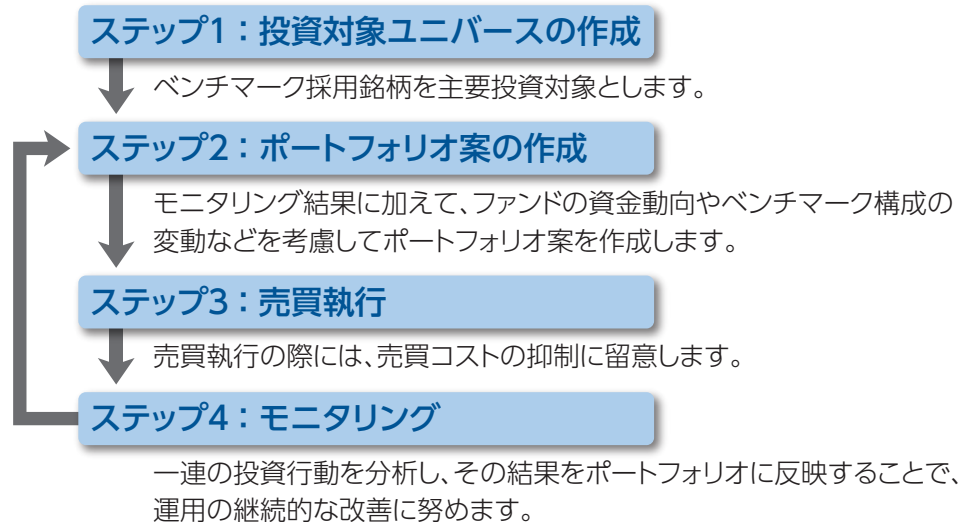 ステップ1：投資対象ユニバースの作成
ベンチマーク採用銘柄を主要投資対象とします。
ステップ2：ポートフォリオ案の作成
モニタリング結果に加えて、ファンドの資金動向やベンチマーク構成の
変動などを考慮してポートフォリオ案を作成します。
ステップ3：売買執行
売買執行の際には、売買コストの抑制に留意します。
ステップ4：モニタリング
一連の投資行動を分析し、その結果をポートフォリオに反映することで、
運用の継続的な改善に努めます。